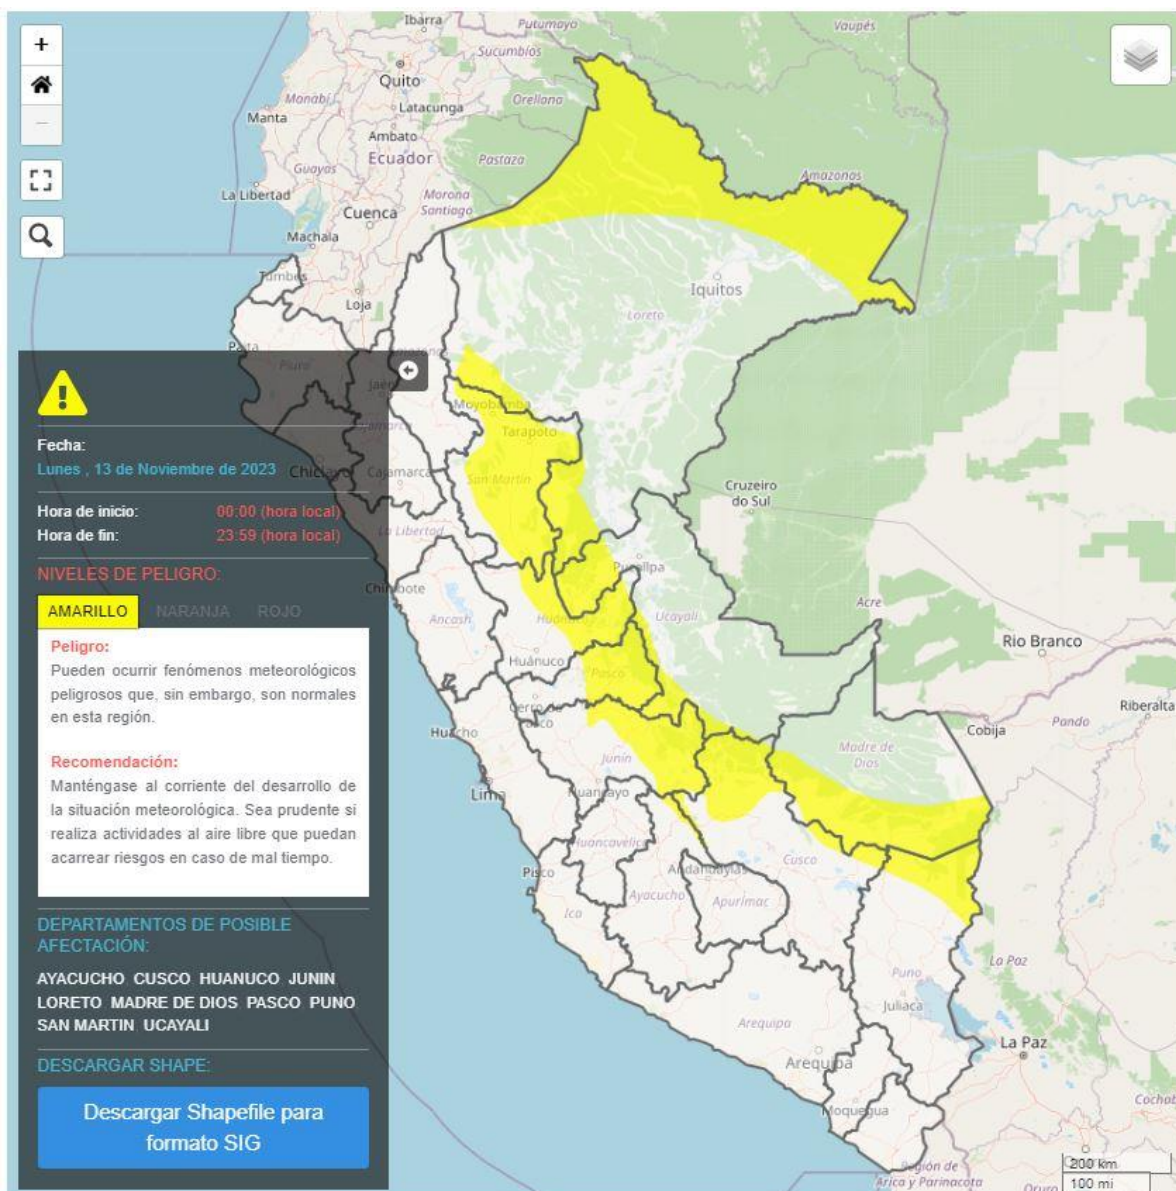 +
−
Ibarra
Putumayo
Vaupés
Sucumbíos
Quito
Orellana
Manabí
Latacunga
Manta
Ambato
Ecuador
Pastaza
Guayas
Amazonas
La Libertad
Morona
Santiago
Cuenca
Machala
Tumbes
Iquitos
Loja
Loreto
Piura
Moyobamba
Tarapoto
Cajamarca
San Martín
Cruzeiro
do Sul
La Libertad
Pucallpa
Chimbote
Ucayali
Acre
Ancash
Huánuco
Rio Branco
Huánuco
Pasco
Riberalta
Cerro de
Pasco
Pando
Huacho
Cobija
Madre de
Dios
Junín
Lima
Huancayo
Huancavelica
Cusco
Pisco
Andahuaylas
Ayacucho
Apurímac
Ica
La Paz
Puno
Juliaca
Arequipa
La Paz
Arequipa
Moquegua
Cochab
Región de
Arica y Parinacota
Oruro
200 km
100 mi
Fecha:
Lunes , 13 de Noviembre de 2023
Hora de inicio: 00:00 (hora local)
Hora de fin: 23:59 (hora local)
NIVELES DE PELIGRO:
AMARILLO NARANJA ROJO
Peligro:
Pueden ocurrir fenómenos meteorológicos
peligrosos que, sin embargo, son normales
en esta región.
Recomendación:
Manténgase al corriente del desarrollo de
la situación meteorológica. Sea prudente si
realiza actividades al aire libre que puedan
acarrear riesgos en caso de mal tiempo.
DEPARTAMENTOS DE POSIBLE
AFECTACIÓN:
AYACUCHO CUSCO HUANUCO JUNIN
LORETO MADRE DE DIOS PASCO PUNO
SAN MARTIN UCAYALI
DESCARGAR SHAPE:
Descargar Shapefile para
formato SIG